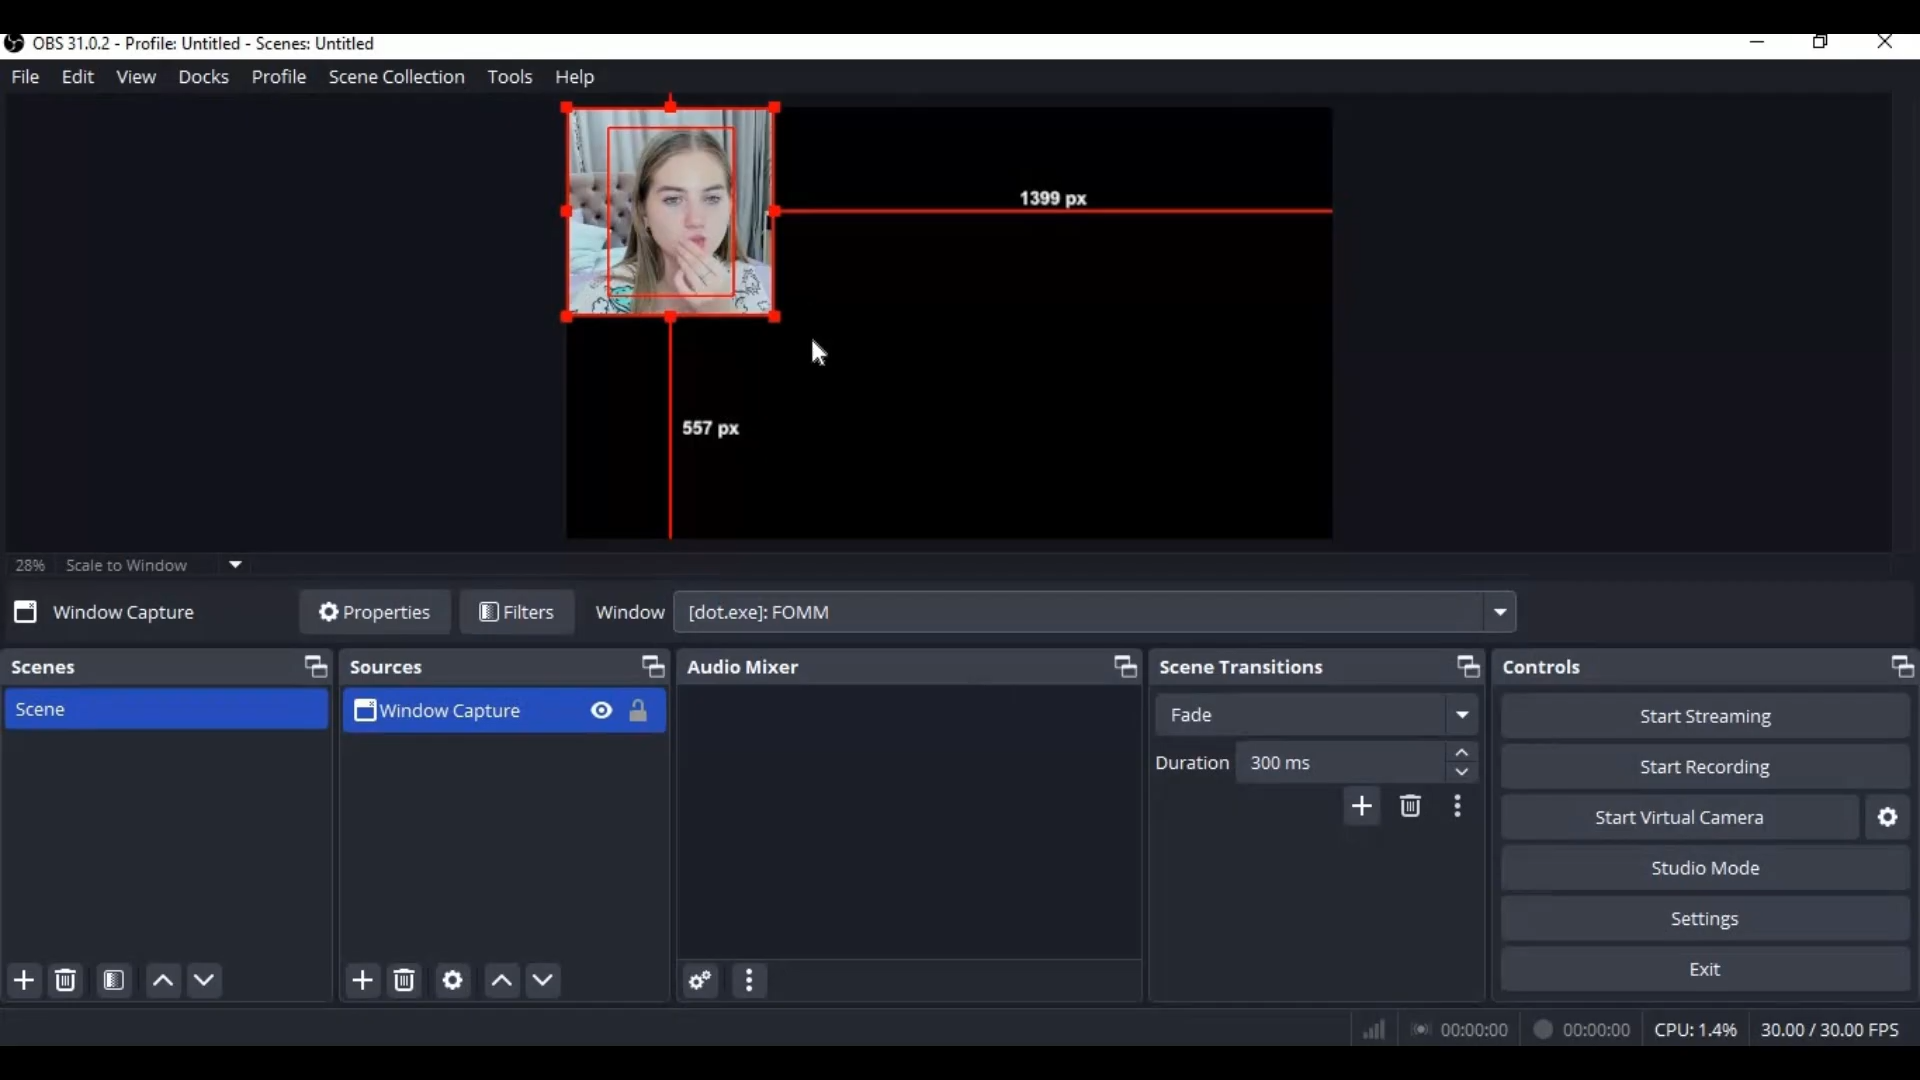 OBS 31.0.2 - Profile: Untitled - Scenes: Untitled
File Edit View Docks Profile Scene Collection Tools Help
1399 px
557 px
28% Scale to Window
Window Capture Properties Filters Window [dot.exe]: FOMM
Scenes
Scene
Sources
Window Capture
Audio Mixer
Scene Transitions
Fade
Duration 300 ms
Controls
Start Streaming
Start Recording
Start Virtual Camera
Studio Mode
Settings
Exit
00:00:00 00:00:00 CPU: 1.4% 30.00 / 30.00 FPS